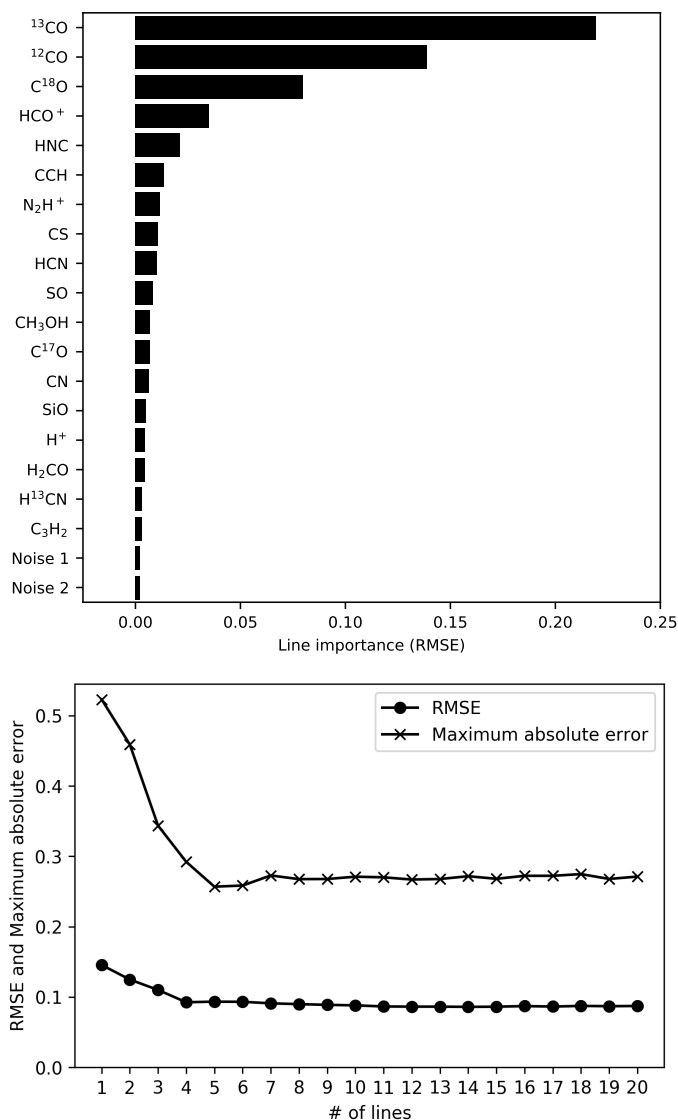 ¹³CO
¹²CO
C¹⁸O
HCO⁺
HNC
CCH
N₂H⁺
CS
HCN
SO
CH₃OH
C¹⁷O
CN
SiO
H⁺
H₂CO
H¹³CN
C₃H₂
Noise 1
Noise 2
0.00 0.05 0.10 0.15 0.20 0.25
Line importance (RMSE)
RMSE
Maximum absolute error
RMSE and Maximum absolute error
0.5
0.4
0.3
0.2
0.1
0.0
1 2 3 4 5 6 7 8 9 10 11 12 13 14 15 16 17 18 19 20
# of lines